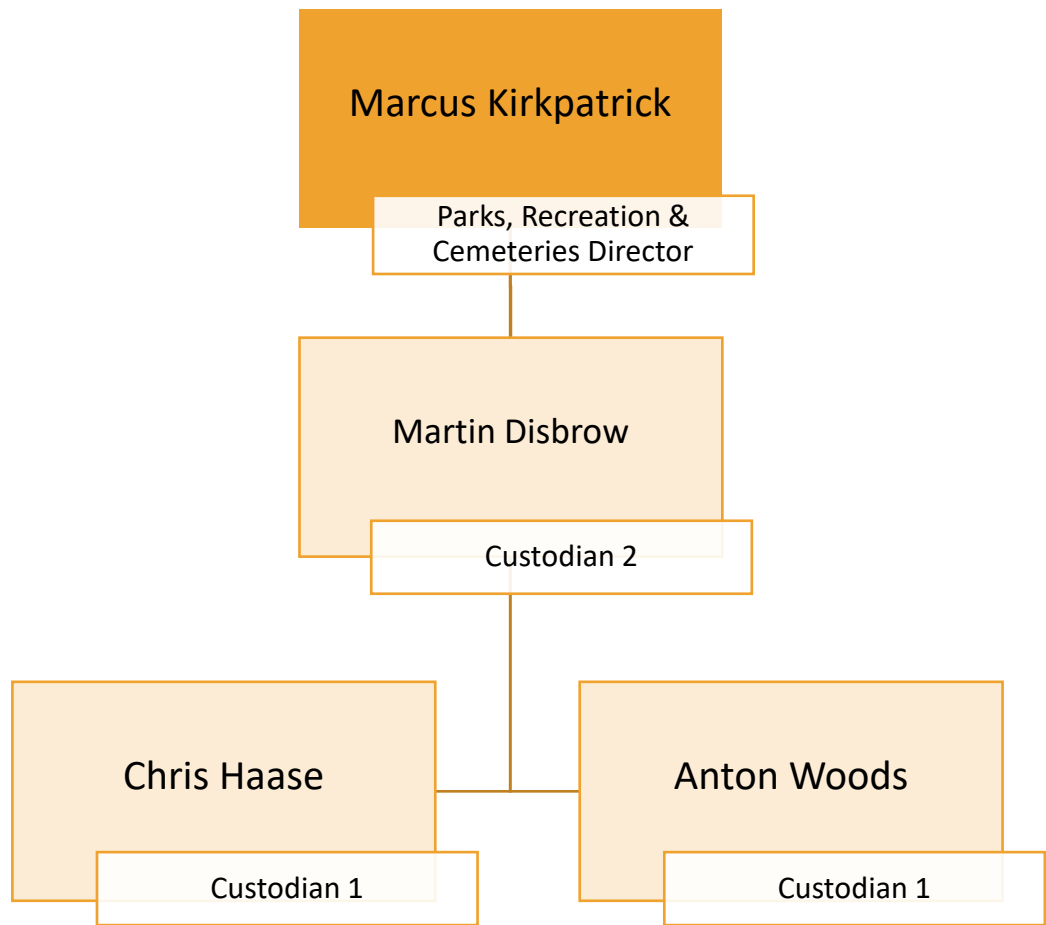 Marcus Kirkpatrick
Parks, Recreation &
Cemeteries Director
Martin Disbrow
Custodian 2
Chris Haase
Custodian 1
Anton Woods
Custodian 1